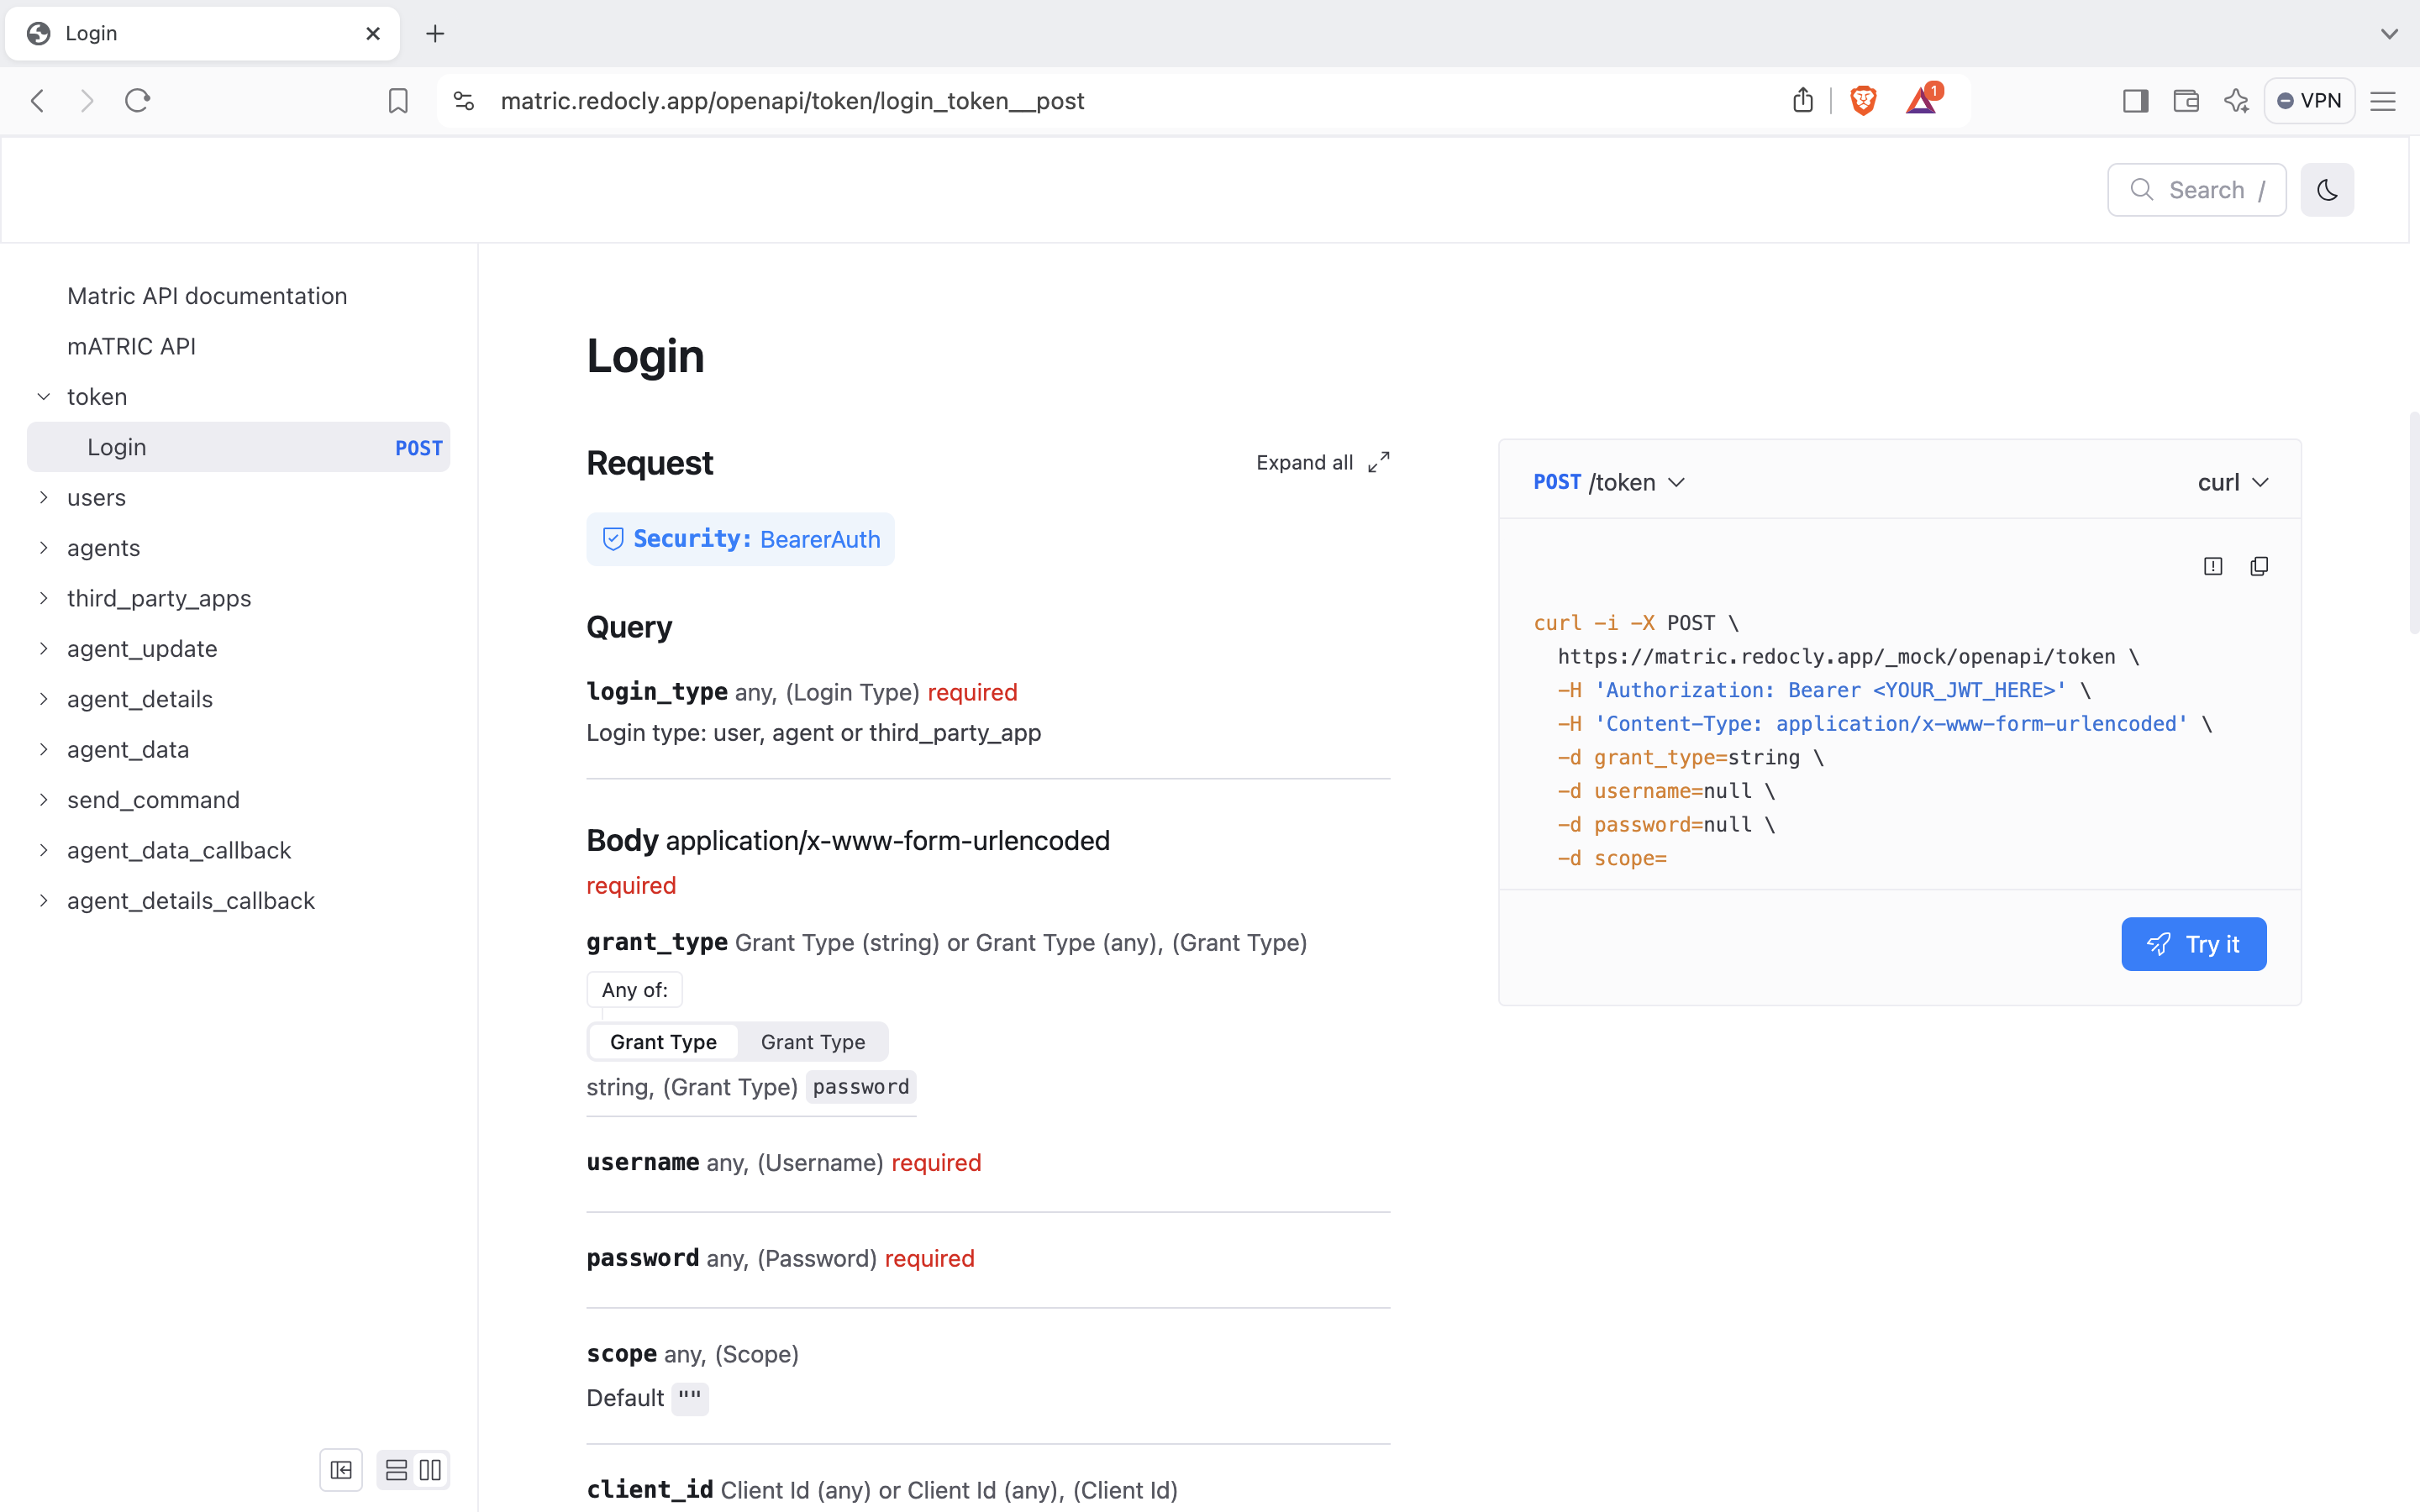 Login
matric.redocly.app/openapi/token/login_token__post
1
VPN
Search /
Matric API documentation
mATRIC API
token
Login POST
users
agents
third_party_apps
agent_update
agent_details
agent_data
send_command
agent_data_callback
agent_details_callback
Login
Request
Expand all
Security: BearerAuth
Query
login_type any, (Login Type) required
Login type: user, agent or third_party_app
Body application/x-www-form-urlencoded
required
grant_type Grant Type (string) or Grant Type (any), (Grant Type)
Any of:
Grant Type Grant Type
string, (Grant Type) password
username any, (Username) required
password any, (Password) required
scope any, (Scope)
Default ""
client_id Client Id (any) or Client Id (any), (Client Id)
POST /token
curl
curl -i -X POST \
https://matric.redocly.app/_mock/openapi/token \
-H 'Authorization: Bearer <YOUR_JWT_HERE>' \
-H 'Content-Type: application/x-www-form-urlencoded' \
-d grant_type=string \
-d username=null \
-d password=null \
-d scope=
Try it